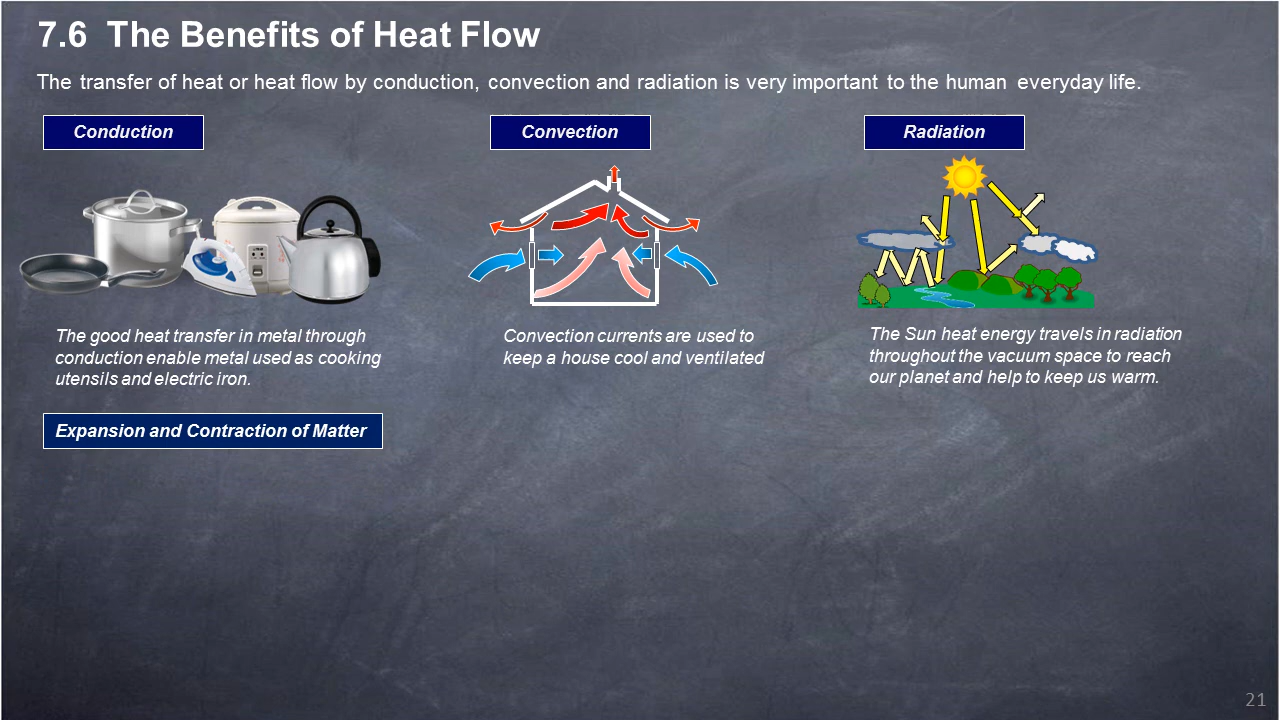 7.6 The Benefits of Heat Flow
The transfer of heat or heat flow by conduction, convection and radiation is very important to the human everyday life.
Conduction
Convection
Radiation
The good heat transfer in metal through
conduction enable metal used as cooking
utensils and electric iron.
Convection currents are used to
keep a house cool and ventilated
The Sun heat energy travels in radiation
throughout the vacuum space to reach
our planet and help to keep us warm.
Expansion and Contraction of Matter
21